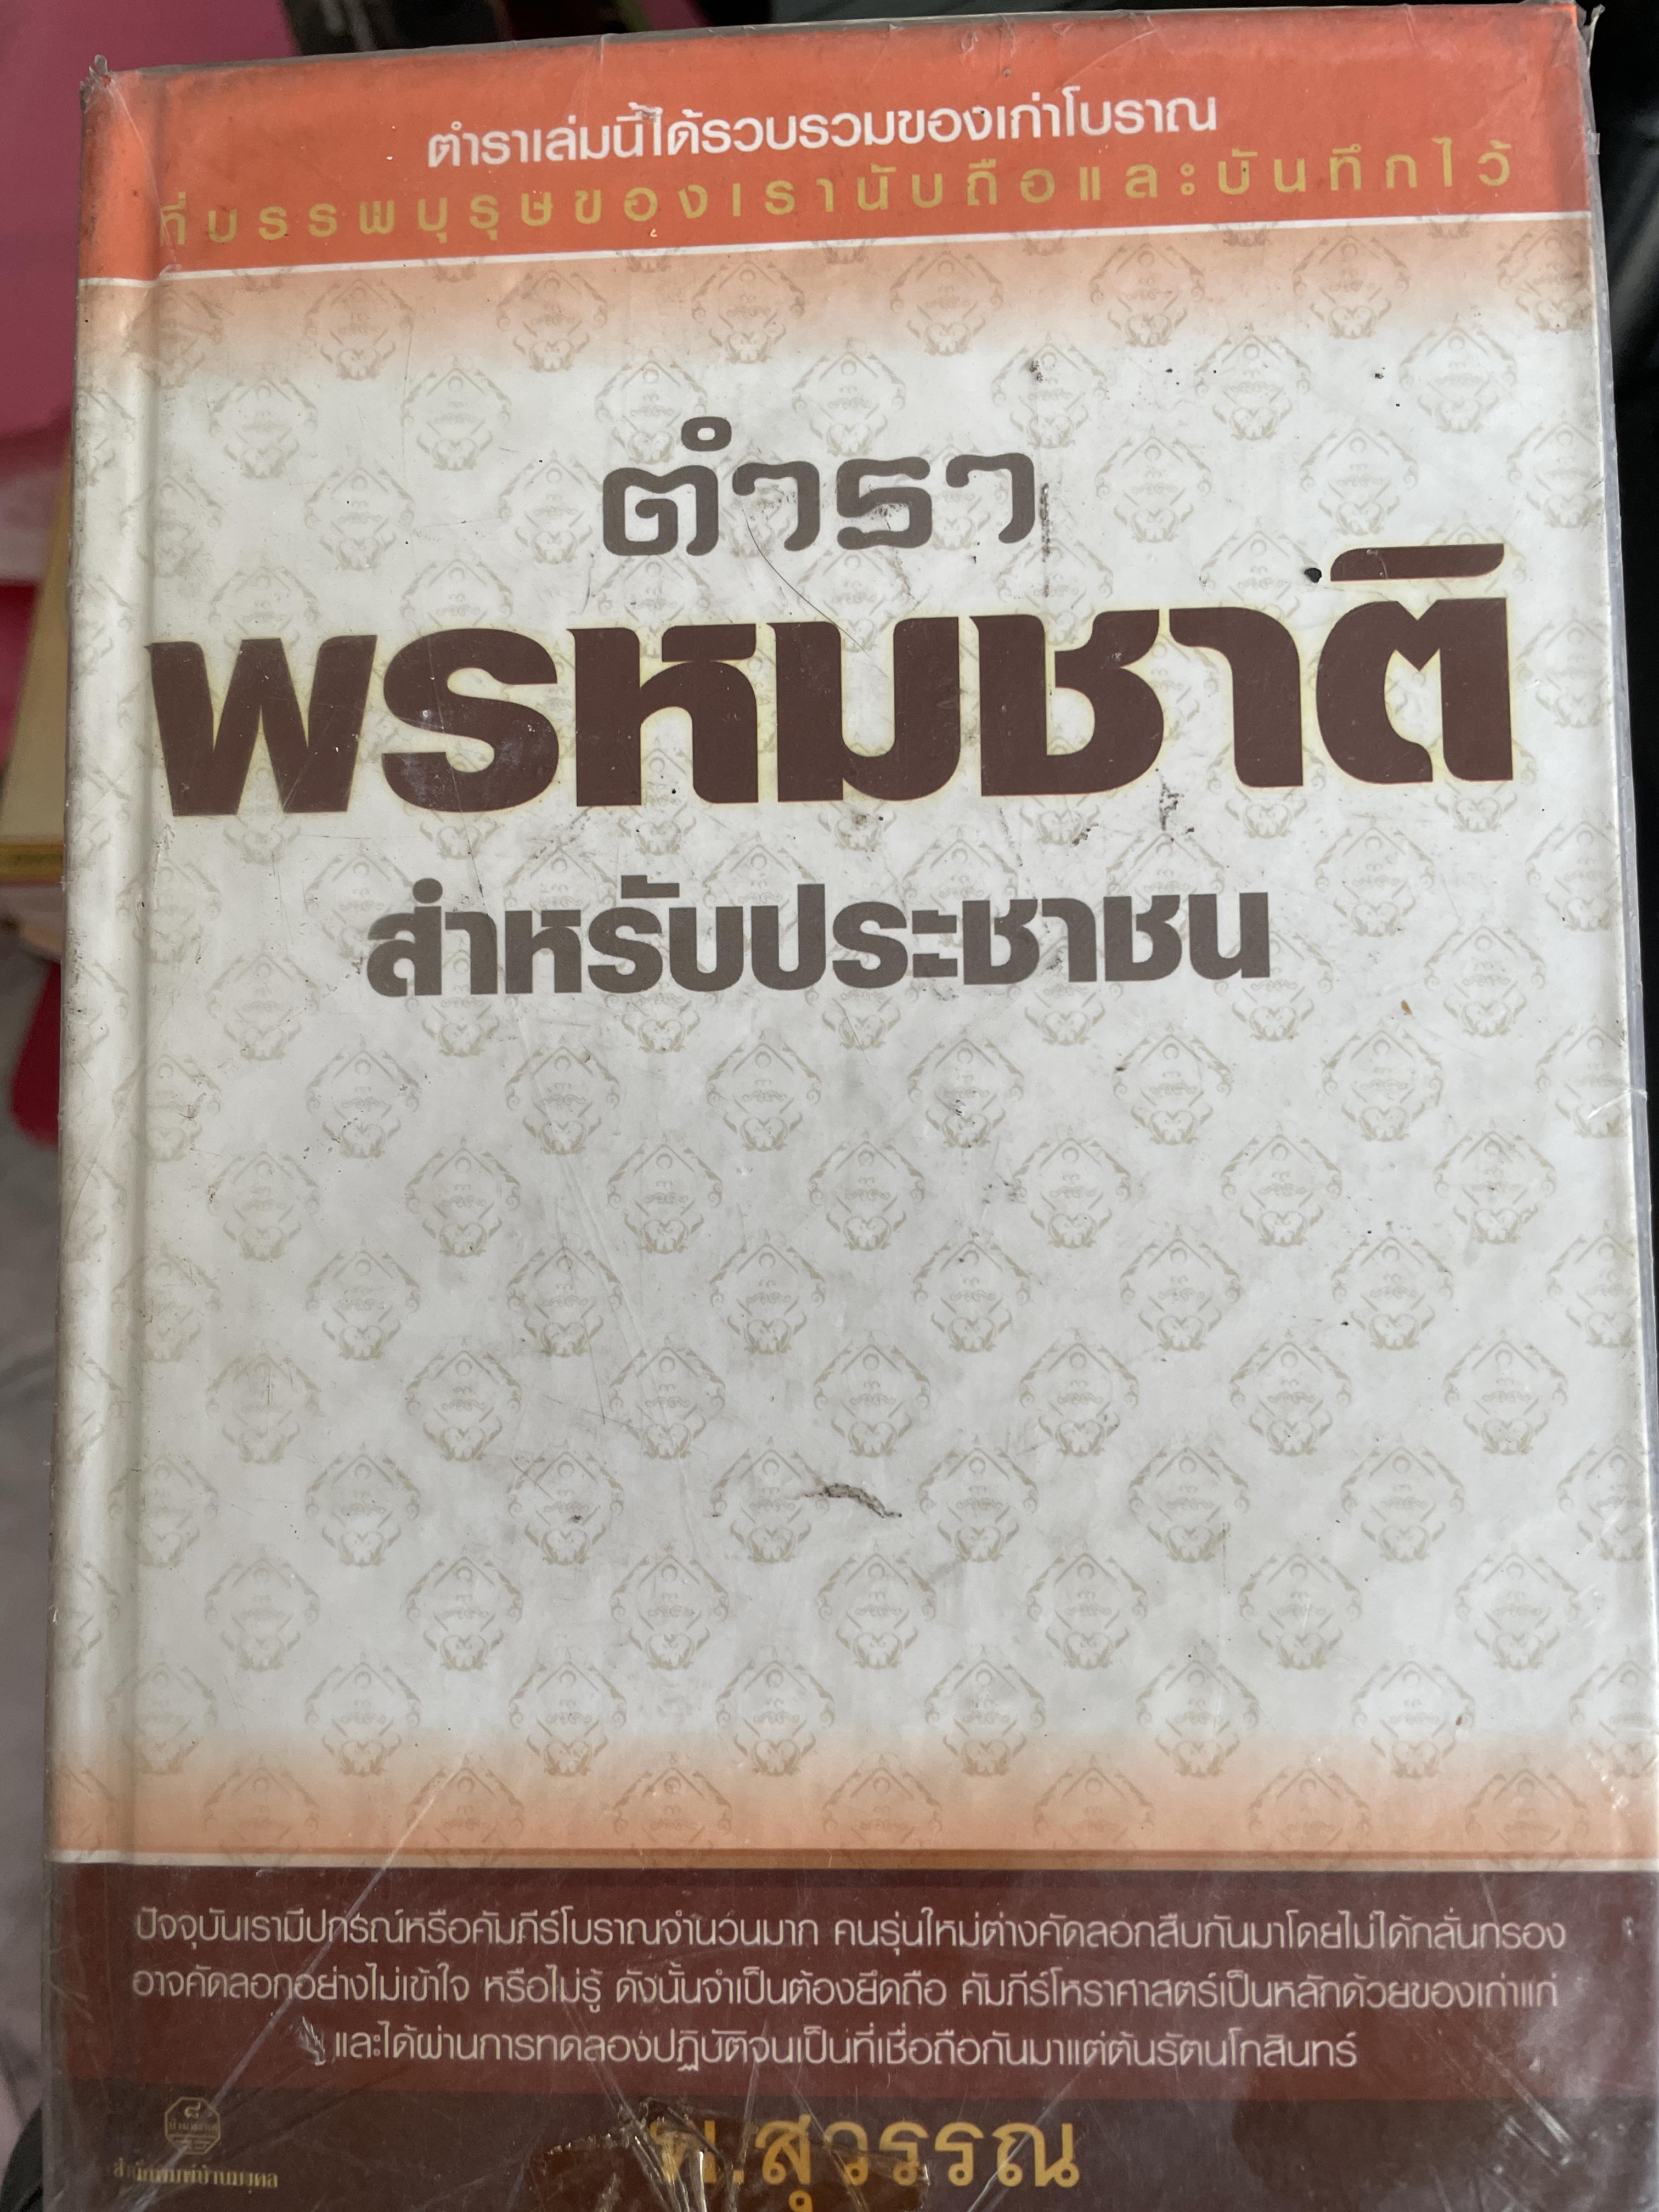 ตำราเล่มนี้ได้รวบรวมของเก่าโบราณ
ที่บรรพบุรุษของเรานับถือและบันทึกไว้
ตำรา
พรหมชาติ
สำหรับประชาชน
ปัจจุบันเรามีปกรณ์หรือคัมภีร์โบราณจำนวนมาก คนรุ่นใหม่ต่างคัดลอกสืบกันมาโดยไม่ได้กลั่นกรอง
อาจคัดลอกอย่างไม่เข้าใจ หรือไม่รู้ ดังนั้นจำเป็นต้องยึดถือ คัมภีร์โหราศาสตร์เป็นหลักด้วยของเก่าแก่
และได้ผ่านการทดลองปฏิบัติจนเป็นที่เชื่อถือกันมาแต่ต้นรัตนโกสินทร์
สุวรรณ
สำนักพิมพ์บ้านมงคล